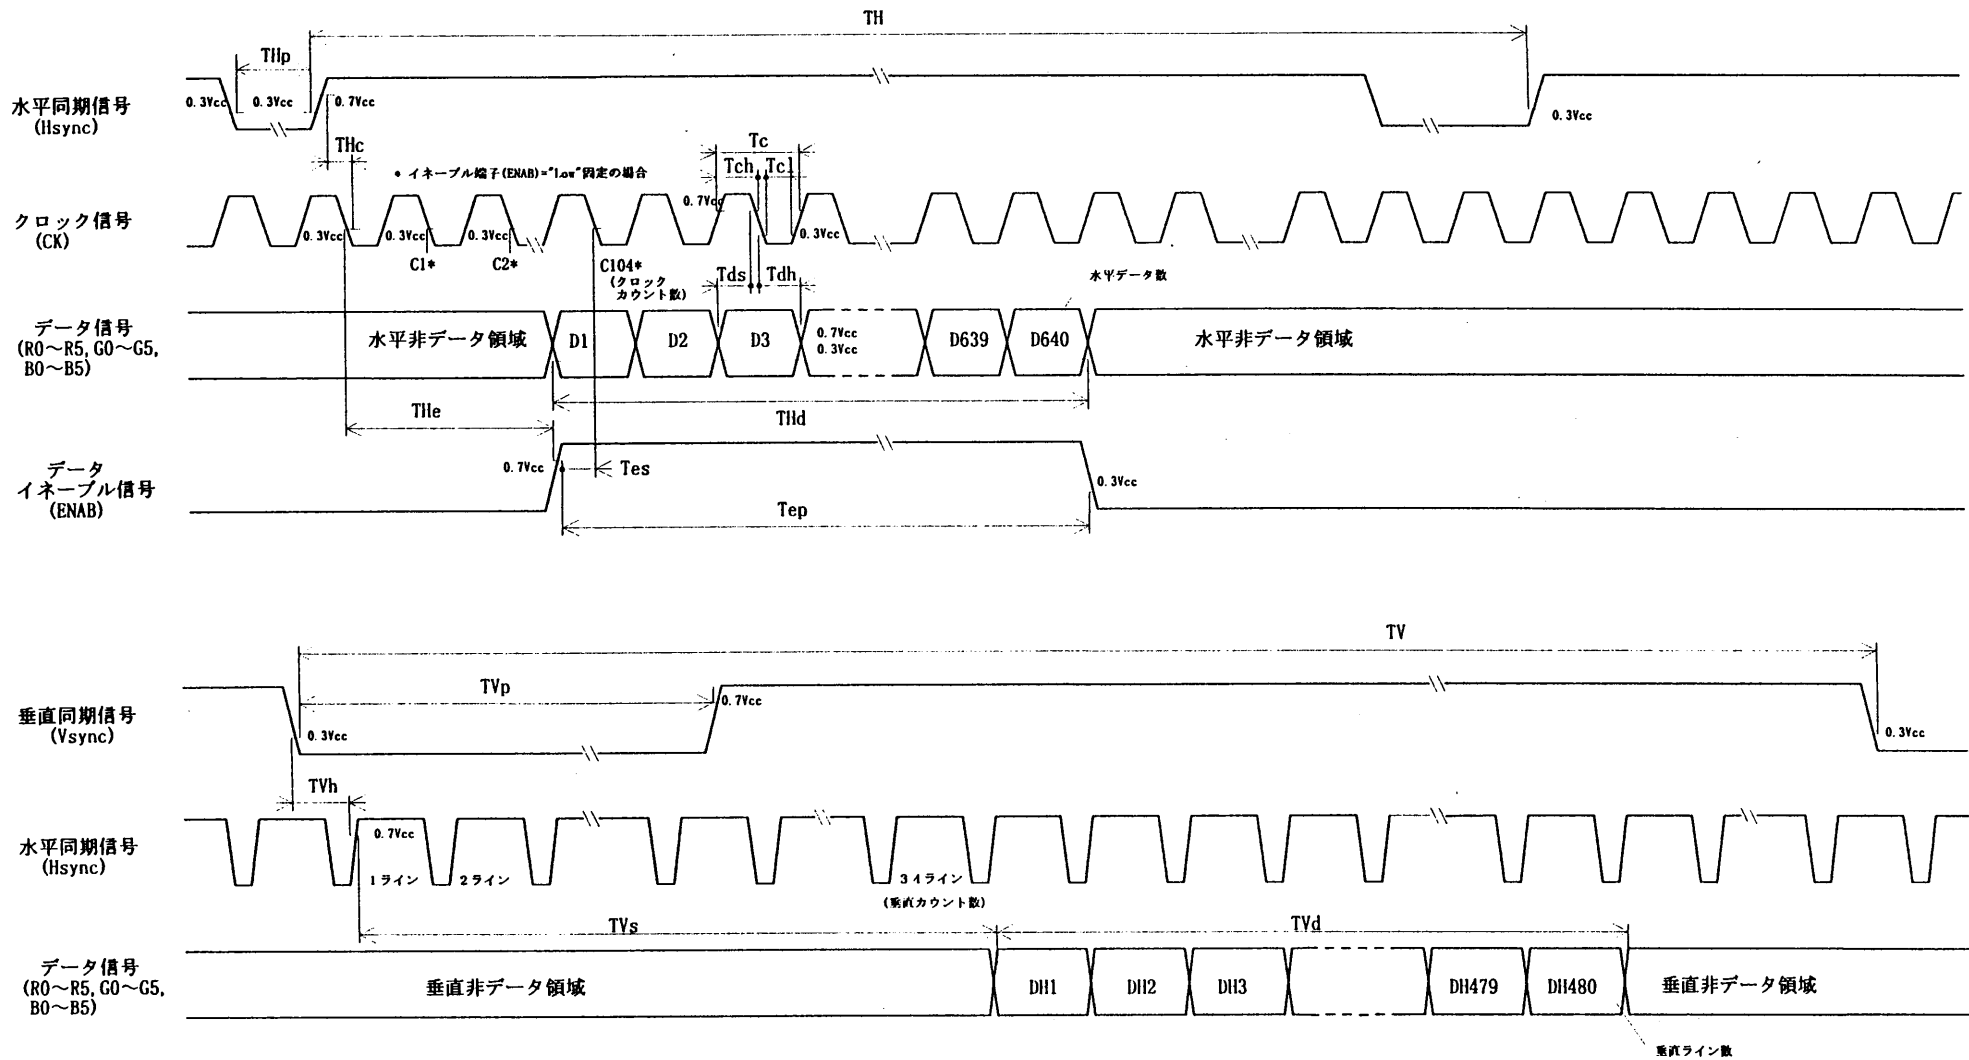 TH
THp
水平同期信号
(Hsync)
0.3Vcc
0.3Vcc
0.7Vcc
0.3Vcc
THc
* イネーブル端子(ENAB)="Low"固定の場合
Tc
Tch
Tcl
クロック信号
(CK)
0.3Vcc
0.3Vcc
0.3Vcc
0.7Vcc
0.3Vcc
C1*
C2*
C104*
(クロック
カウント数)
Tds
Tdh
水平データ数
データ信号
(R0～R5, G0～G5,
B0～B5)
水平非データ領域
D1
D2
D3
0.7Vcc
0.3Vcc
D639
D640
水平非データ領域
THe
THd
データ
イネーブル信号
(ENAB)
0.7Vcc
Tes
0.3Vcc
Tep
TV
TVp
垂直同期信号
(Vsync)
0.3Vcc
0.7Vcc
0.3Vcc
TVh
水平同期信号
(Hsync)
0.7Vcc
1ライン
2ライン
34ライン
(垂直カウント数)
TVs
TVd
データ信号
(R0～R5, G0～G5,
B0～B5)
垂直非データ領域
DH1
DH2
DH3
DH479
DH480
垂直非データ領域
垂直ライン数